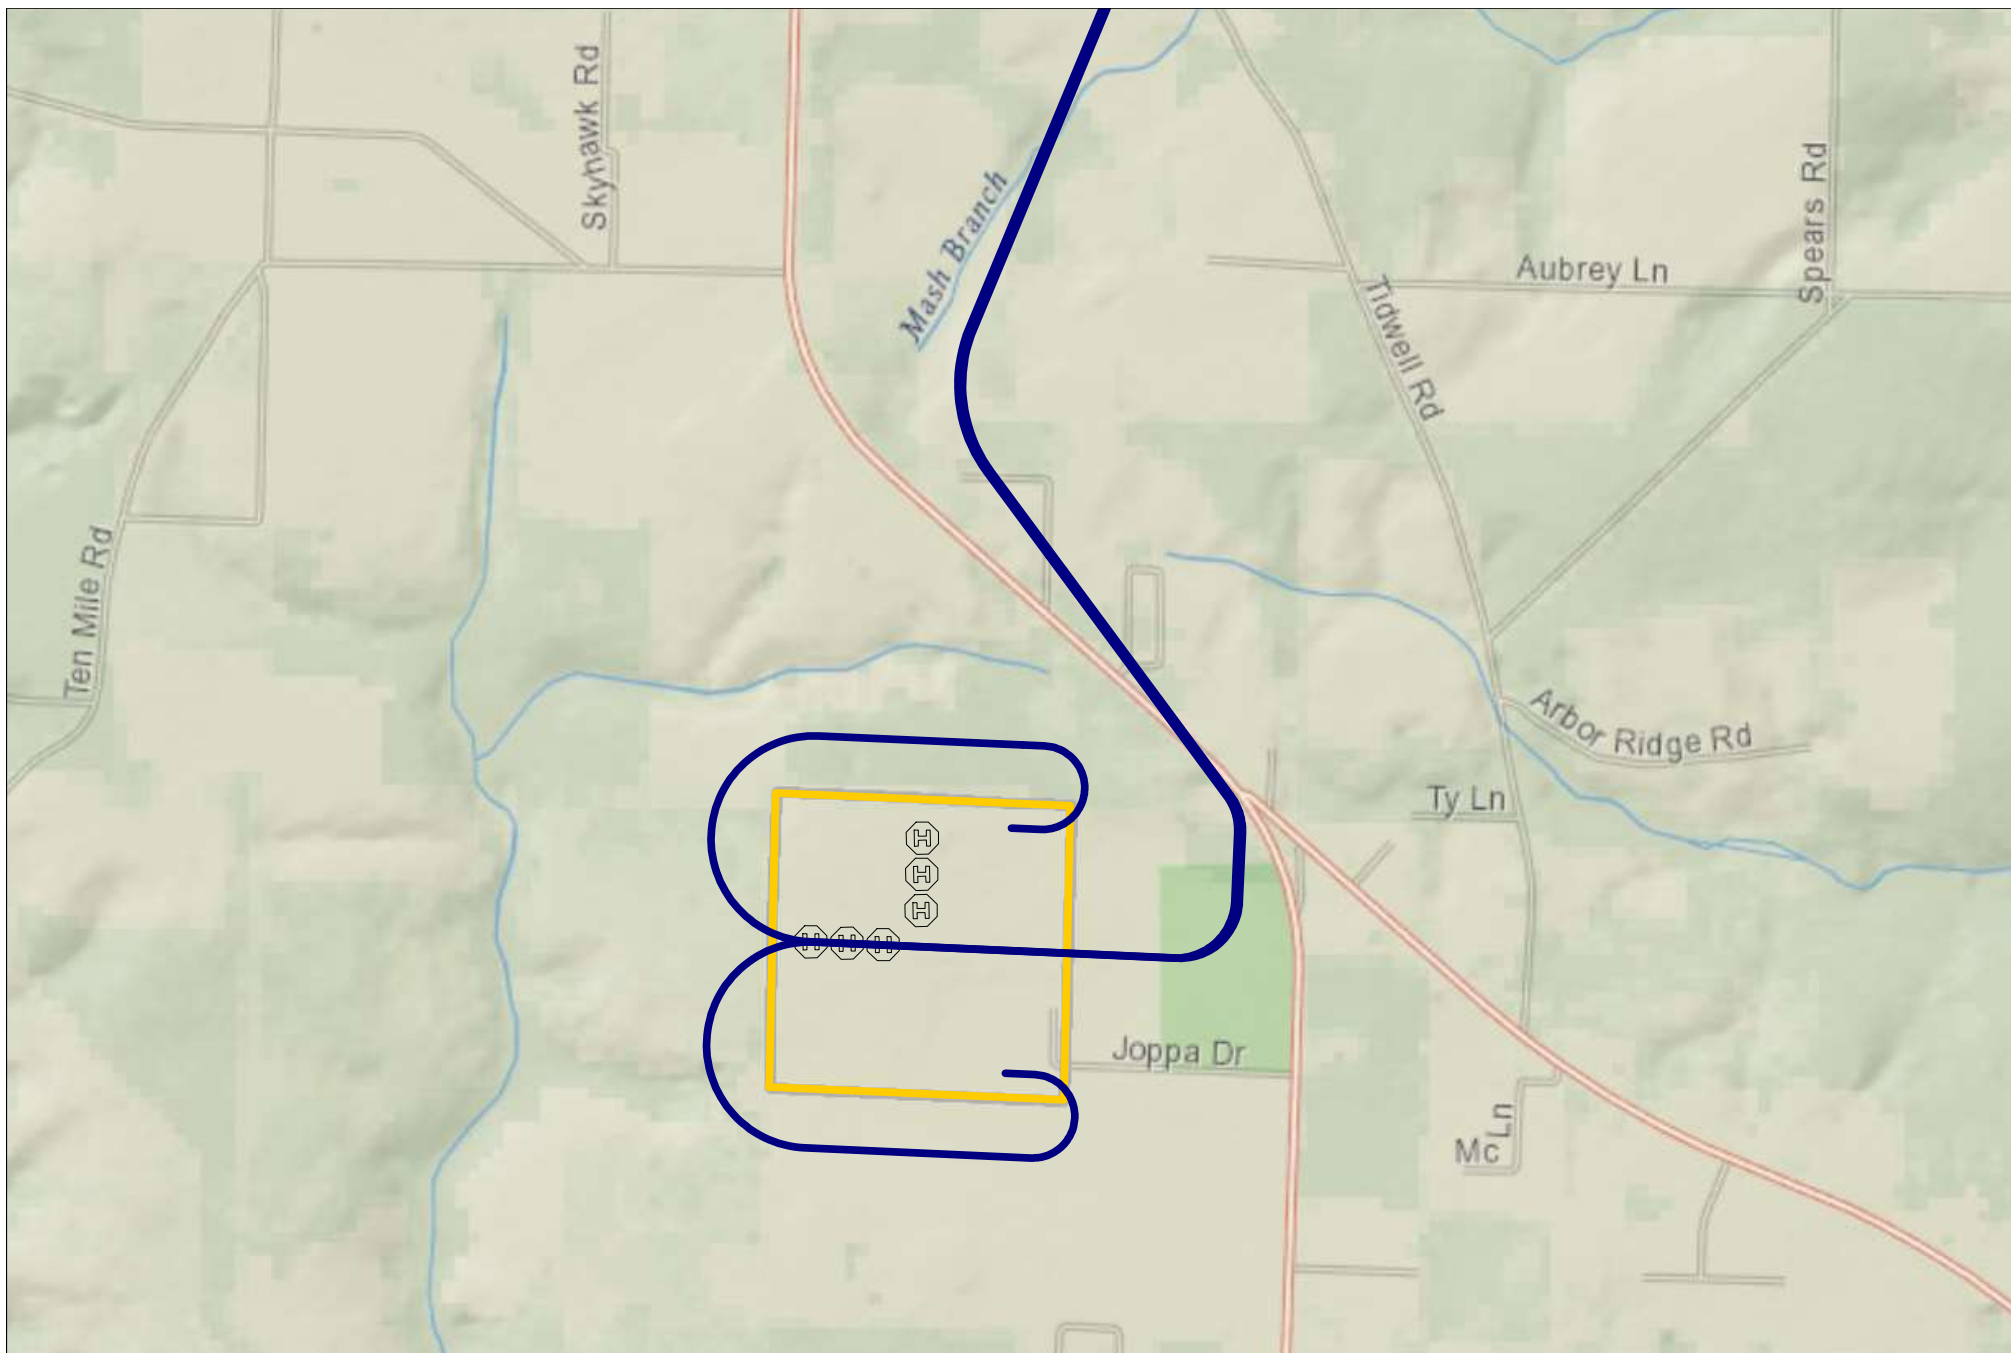 Skyhawk Rd
Mash Branch
Spears Rd
Aubrey Ln
Tidwell Rd
Ten Mile Rd
Arbor Ridge Rd
Ty Ln
H
H
H
H
H
H
Joppa Dr
Mc Ln